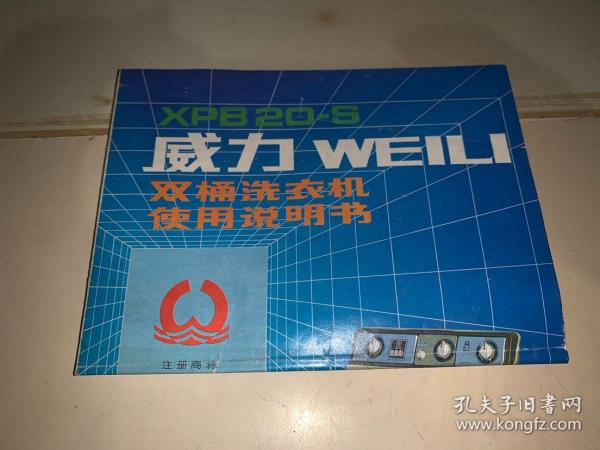 XPB20-S
威力 WEILI
双桶洗衣机
使用说明书
注册商标
孔夫子旧书网
www.kongfz.com